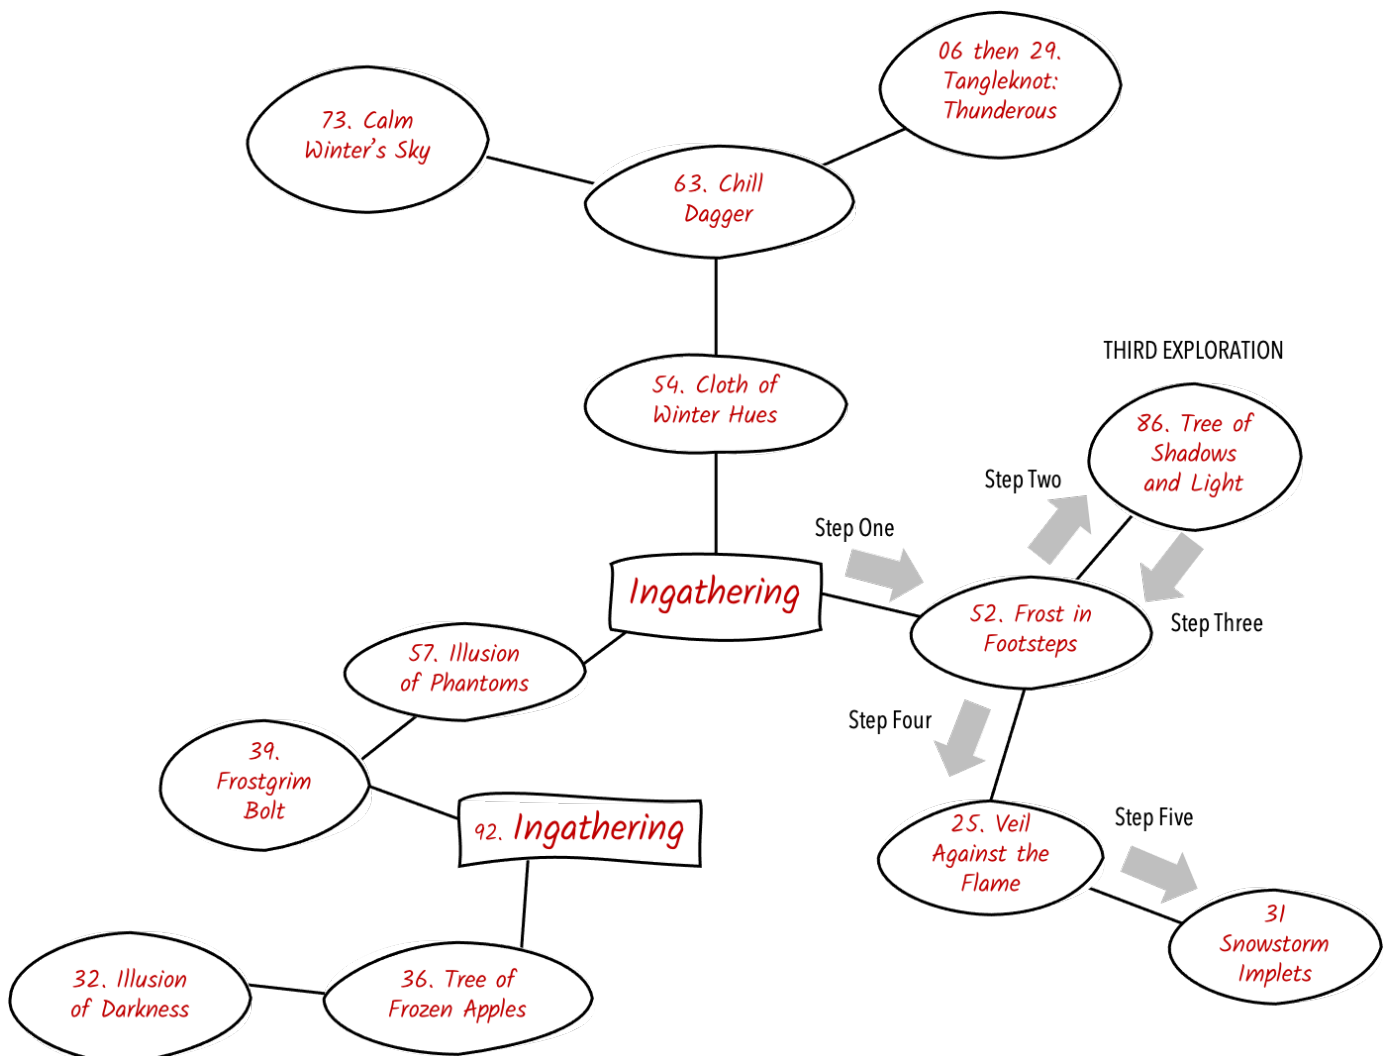 06 then 29.
Tangleknot:
Thunderous
73. Calm
Winter's Sky
63. Chill
Dagger
THIRD EXPLORATION
54. Cloth of
Winter Hues
86. Tree of
Shadows
and Light
Step Two
Step One
Ingathering
52. Frost in
Footsteps
Step Three
57. Illusion
of Phantoms
Step Four
39.
Frostgrim
Bolt
92. Ingathering
25. Veil
Against the
Flame
Step Five
31
Snowstorm
Implets
32. Illusion
of Darkness
36. Tree of
Frozen Apples